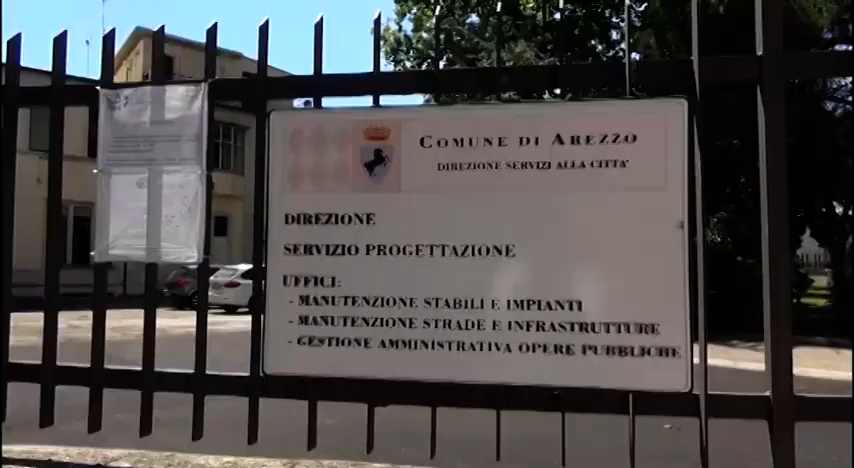 COMUNE DI AREZZO
DIREZIONE SERVIZI ALLA CITTA'
DIREZIONE
SERVIZIO PROGETTAZIONE
UFFICI:
- MANUTENZIONE STABILI E IMPIANTI
- MANUTENZIONE STRADE E INFRASTRUTTURE
- GESTIONE AMMINISTRATIVA OPERE PUBBLICHE